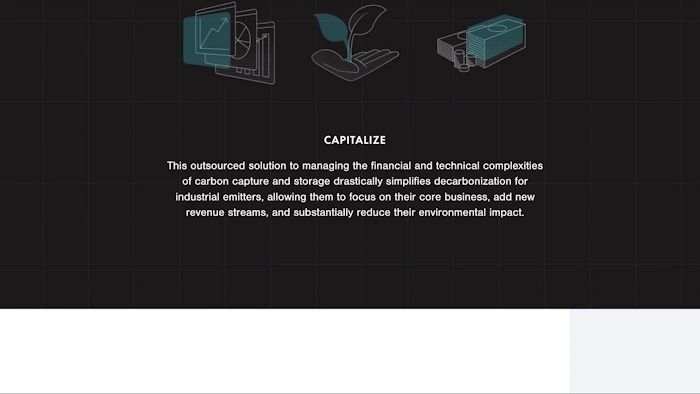 CAPITALIZE
This outsourced solution to managing the financial and technical complexities
of carbon capture and storage drastically simplifies decarbonization for
industrial emitters, allowing them to focus on their core business, add new
revenue streams, and substantially reduce their environmental impact.